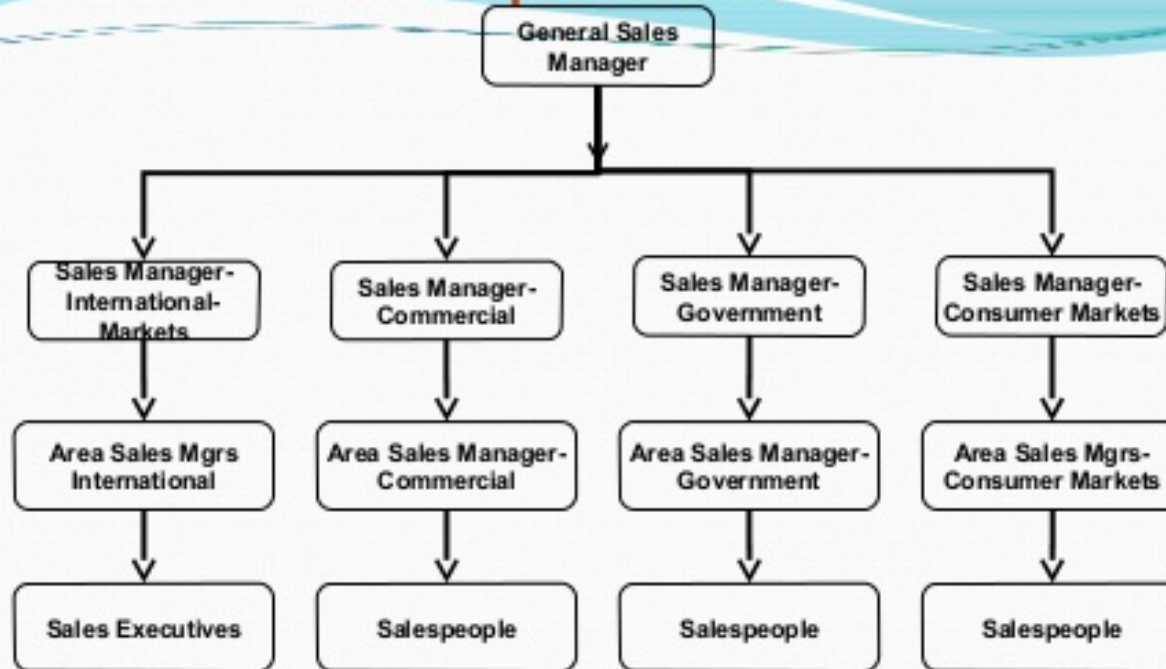 General Sales
Manager
Sales Manager-
International-
Markets
Sales Manager-
Commercial
Sales Manager-
Government
Sales Manager-
Consumer Markets
Area Sales Mgrs
International
Area Sales Manager-
Commercial
Area Sales Manager-
Government
Area Sales Mgrs-
Consumer Markets
Sales Executives
Salespeople
Salespeople
Salespeople